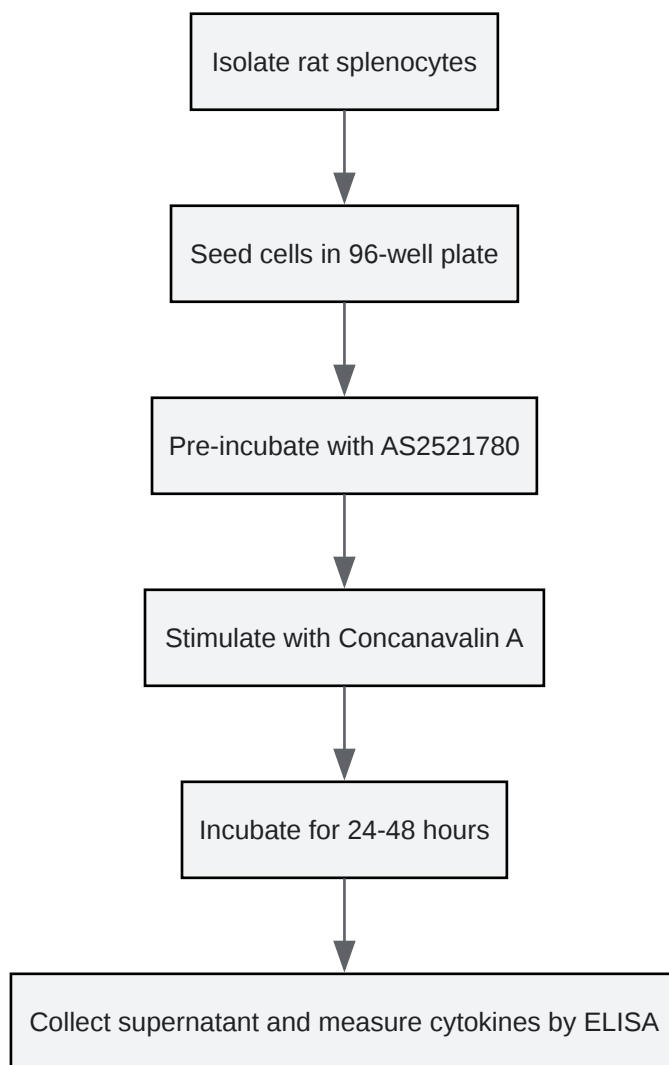 Isolate rat splenocytes
Seed cells in 96-well plate
Pre-incubate with AS2521780
Stimulate with Concanavalin A
Incubate for 24-48 hours
Collect supernatant and measure cytokines by ELISA